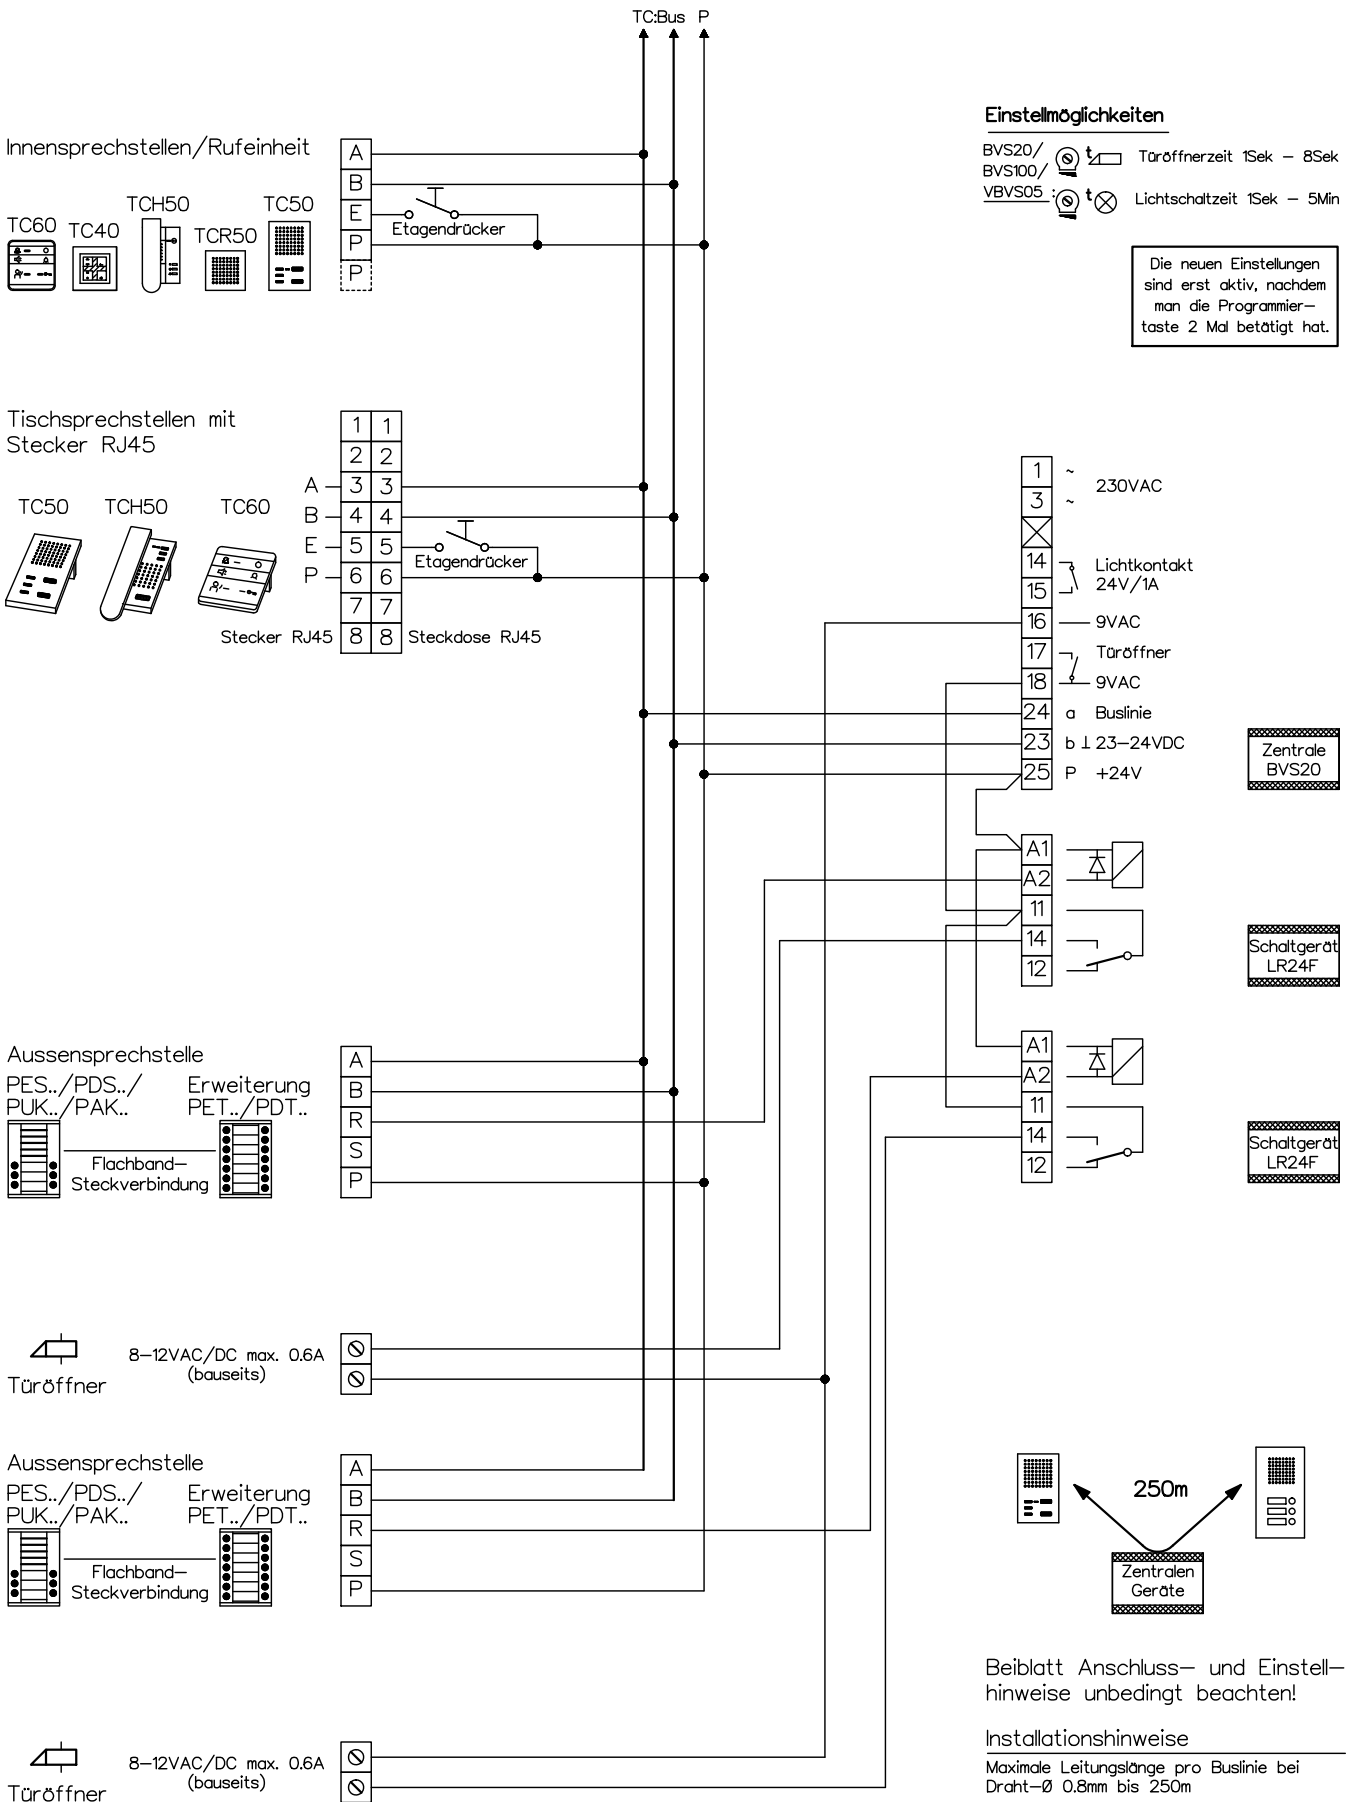 TC:Bus P
Einstellmöglichkeiten
BVS20/
BVS100/
VBVS05 :
t Türöffnerzeit 1Sek – 8Sek
t Lichtschaltzeit 1Sek – 5Min
Die neuen Einstellungen
sind erst aktiv, nachdem
man die Programmier–
taste 2 Mal betätigt hat.
Innensprechstellen/Rufeinheit
TC60 TC40 TCH50 TCR50 TC50
A
B
E
P
P
Etagendrücker
Tischsprechstellen mit
Stecker RJ45
TC50 TCH50 TC60
1 1
2 2
A 3 3
B 4 4
E 5 5
P 6 6
7 7
8 8
Etagendrücker
Stecker RJ45
Steckdose RJ45
1 ~
230VAC
3 ~
14
Lichtkontakt
24V/1A
15
16 9VAC
17 Türöffner
18 9VAC
24 a Buslinie
23 b ⊥ 23–24VDC
25 P +24V
Zentrale
BVS20
A1
A2
11
14
12
Schaltgerät
LR24F
A1
A2
11
14
12
Schaltgerät
LR24F
Aussensprechstelle
PES../PDS../ Erweiterung
PUK../PAK.. PET../PDT..
Flachband–
Steckverbindung
A
B
R
S
P
Türöffner
8–12VAC/DC max. 0.6A
(bauseits)
Aussensprechstelle
PES../PDS../ Erweiterung
PUK../PAK.. PET../PDT..
Flachband–
Steckverbindung
A
B
R
S
P
Türöffner
8–12VAC/DC max. 0.6A
(bauseits)
250m
Zentralen
Geräte
Beiblatt Anschluss– und Einstell–
hinweise unbedingt beachten!
Installationshinweise
Maximale Leitungslänge pro Buslinie bei
Draht–Ø 0.8mm bis 250m